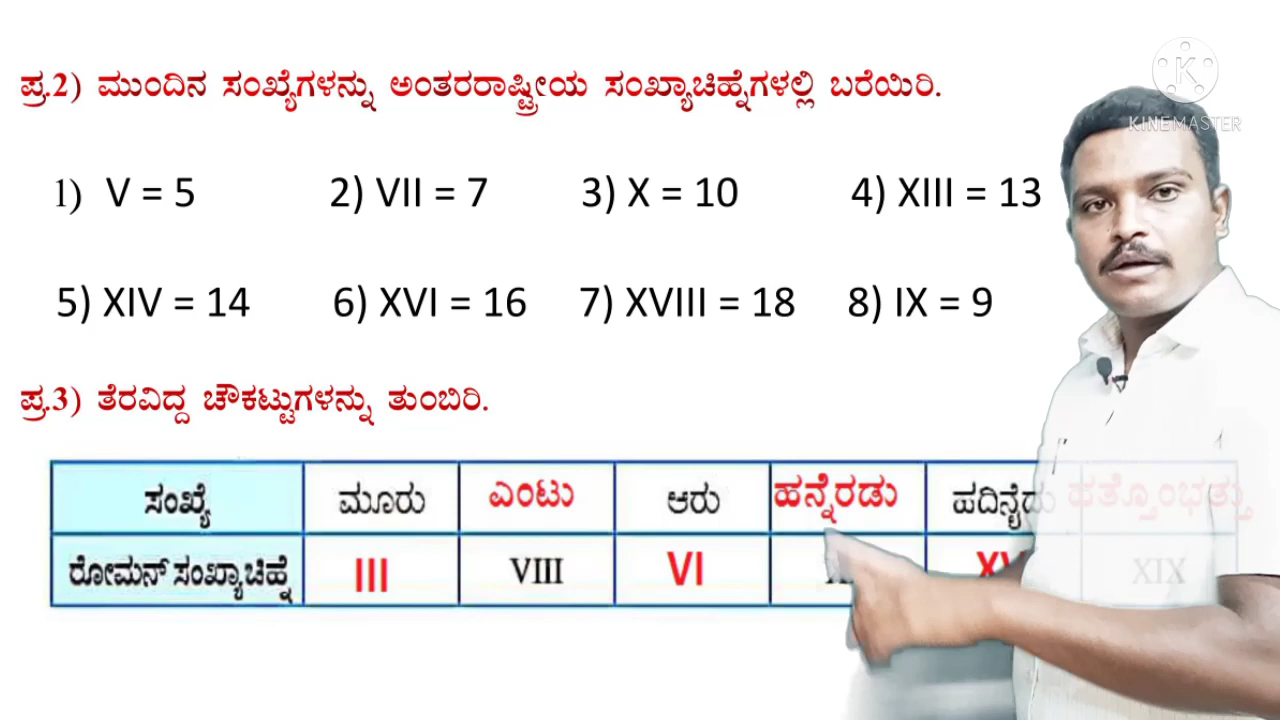 KINEMASTER
ಪ್ರ.2) ಮುಂದಿನ ಸಂಖ್ಯೆಗಳನ್ನು ಅಂತರರಾಷ್ಟ್ರೀಯ ಸಂಖ್ಯಾಚಿಹ್ನೆಗಳಲ್ಲಿ ಬರೆಯಿರಿ.
1) V = 5 2) VII = 7 3) X = 10 4) XIII = 13
5) XIV = 14 6) XVI = 16 7) XVIII = 18 8) IX = 9
ಪ್ರ.3) ತೆರವಿದ್ದ ಚೌಕಟ್ಟುಗಳನ್ನು ತುಂಬಿರಿ.
ಸಂಖ್ಯೆ ಮೂರು ಎಂಟು ಆರು ಹನ್ನೆರಡು ಹದಿನೈದು ಹತ್ತೊಂಭತ್ತು
ರೋಮನ್ ಸಂಖ್ಯಾಚಿಹ್ನೆ III VIII VI XV XIX